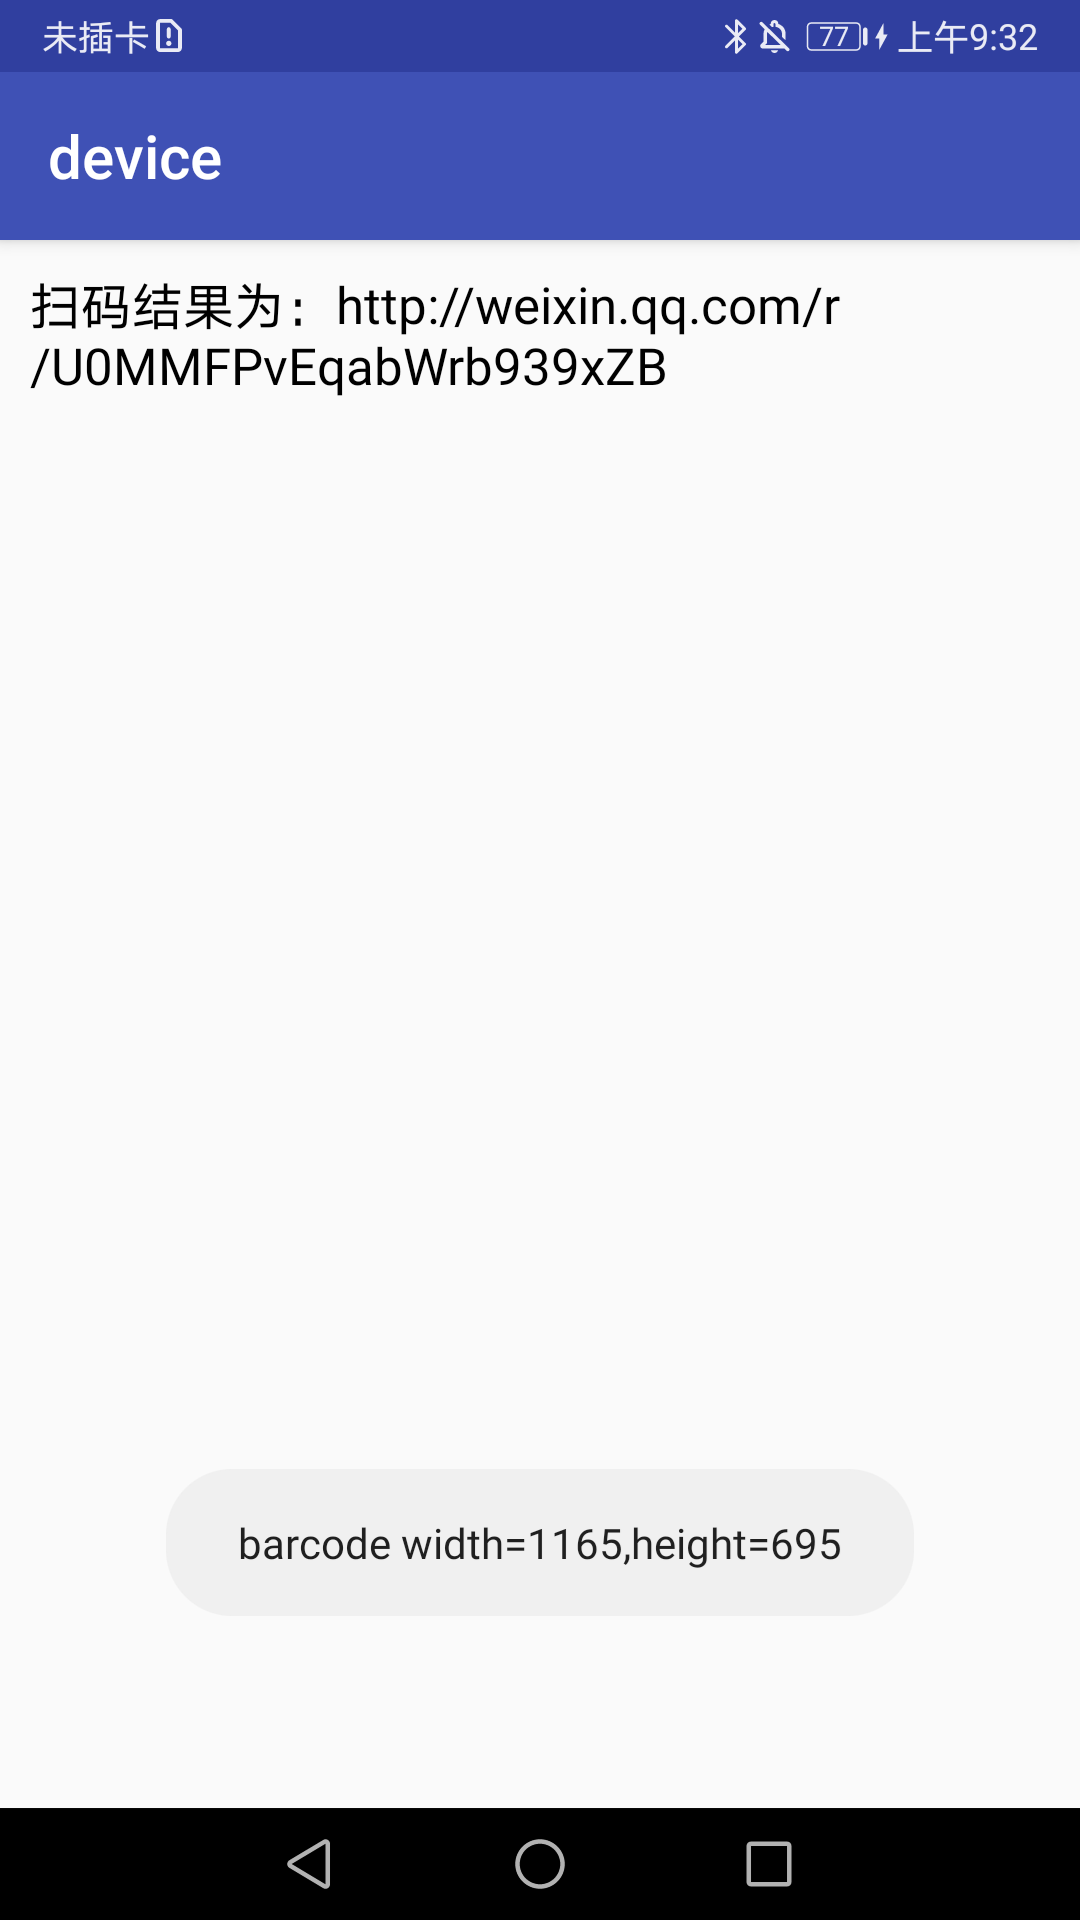 未插卡 77 上午9:32
device
扫码结果为：http://weixin.qq.com/r
/U0MMFPvEqabWrb939xZB
barcode width=1165,height=695